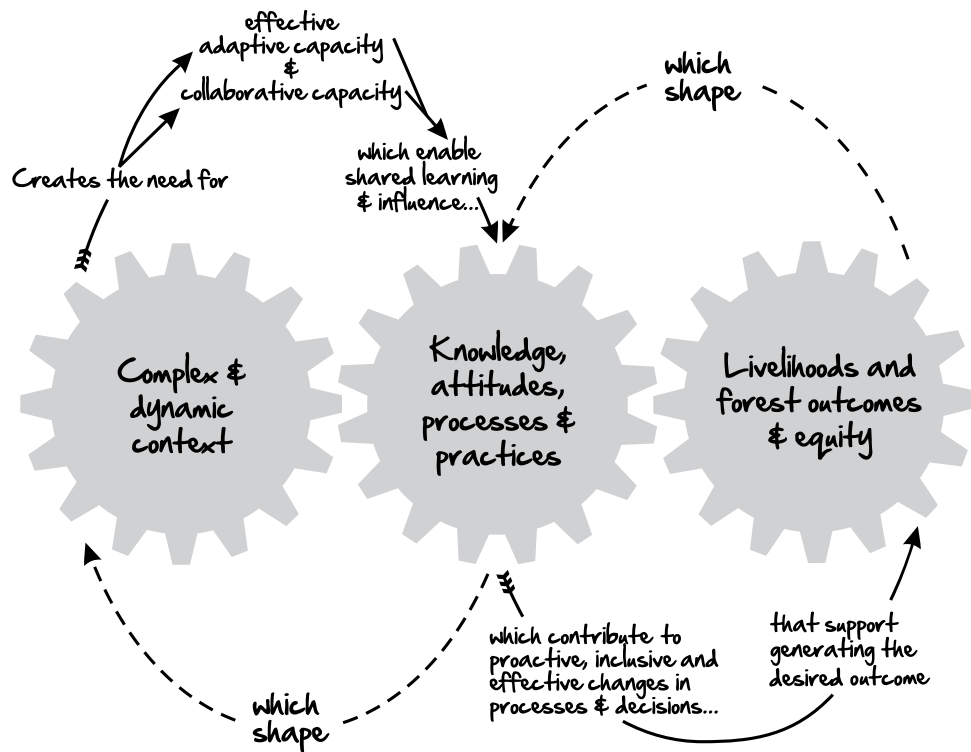 effective
adaptive capacity
&
collaborative capacity
Creates the need for
which enable
shared learning
& influence...
which
shape
Complex &
dynamic
context
Knowledge,
attitudes,
processes &
practices
Livelihoods and
forest outcomes
& equity
which
shape
which contribute to
proactive, inclusive and
effective changes in
processes & decisions...
that support
generating the
desired outcome